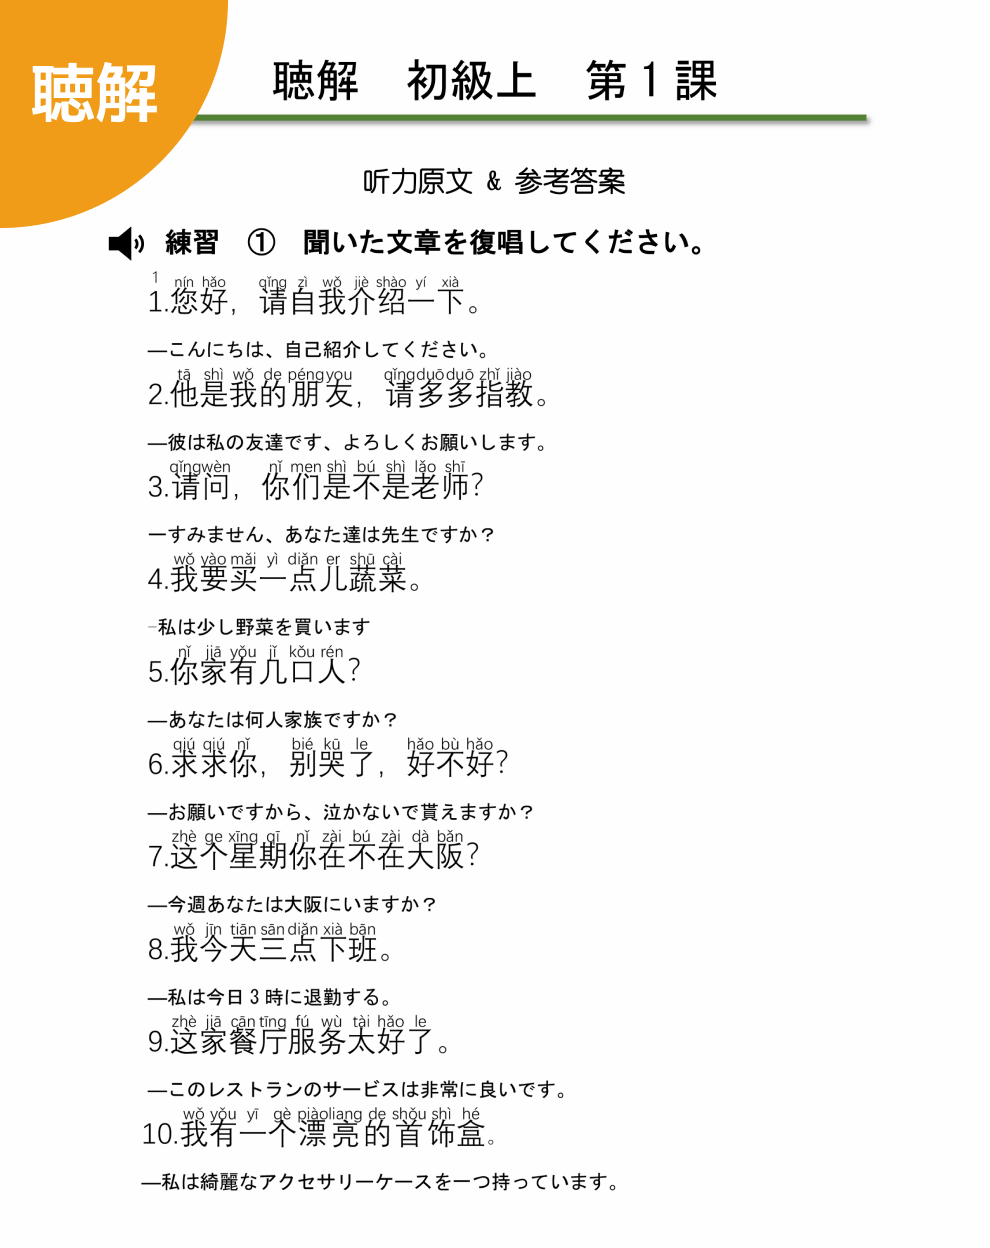 聴解
聴解　初級上　第1課
听力原文 & 参考答案
練習　①　聞いた文章を復唱してください。
1
nín hǎo qǐng zì wǒ jiè shào yí xià
1.您好，请自我介绍一下。
—こんにちは、自己紹介してください。
tā shì wǒ de péngyou qǐngduōduō zhǐ jiào
2.他是我的朋友，请多多指教。
—彼は私の友達です、よろしくお願いします。
qǐngwèn nǐ men shì bú shì lǎo shī
3.请问，你们是不是老师？
ーすみません、あなた達は先生ですか？
wǒ yào mǎi yì diǎn er shū cài
4.我要买一点儿蔬菜。
–私は少し野菜を買います
nǐ jiā yǒu jǐ kǒu rén
5.你家有几口人？
—あなたは何人家族ですか？
qiú qiú nǐ bié kū le hǎo bù hǎo
6.求求你，别哭了，好不好？
—お願いですから、泣かないで貰えますか？
zhè ge xīng qī nǐ zài bú zài dà bǎn
7.这个星期你在不在大阪？
—今週あなたは大阪にいますか？
wǒ jīn tiān sān diǎn xià bān
8.我今天三点下班。
—私は今日3時に退勤する。
zhè jiā cān tīng fú wù tài hǎo le
9.这家餐厅服务太好了。
—このレストランのサービスは非常に良いです。
wǒ yǒu yī gè piàoliang de shǒu shì hé
10.我有一个漂亮的首饰盒。
—私は綺麗なアクセサリーケースを一つ持っています。